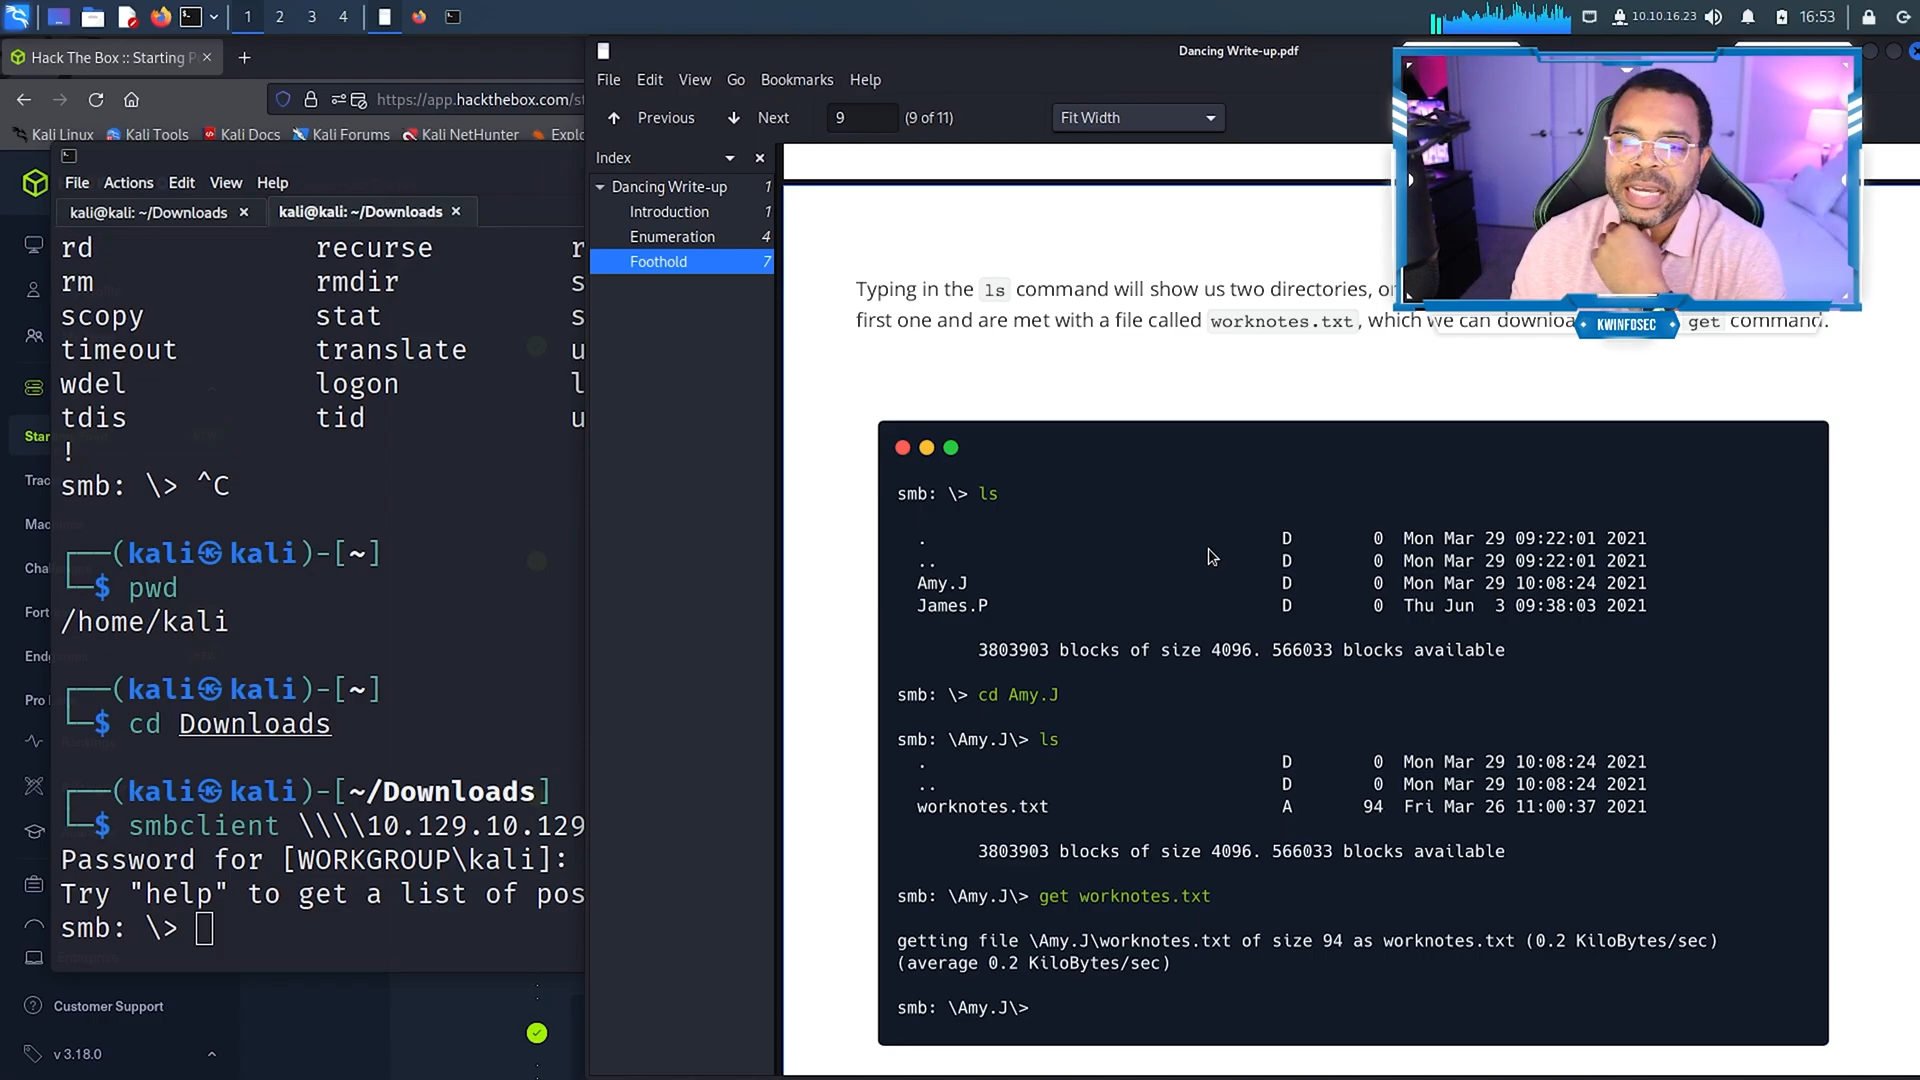 1 2 3 4
10.10.16.23
16:53
Hack The Box :: Starting P
https://app.hackthebox.com/st
Kali Linux Kali Tools Kali Docs Kali Forums Kali NetHunter Explo
File Actions Edit View Help
kali@kali: ~/Downloads
kali@kali: ~/Downloads
rd recurse r
rm rmdir s
scopy stat s
timeout translate u
wdel logon l
tdis tid u
!
smb: \> ^C
(kali㉿kali)-[~]
$ pwd
/home/kali
(kali㉿kali)-[~]
$ cd Downloads
(kali㉿kali)-[~/Downloads]
$ smbclient \\\\10.129.10.129
Password for [WORKGROUP\kali]:
Try "help" to get a list of pos
smb: \>
Customer Support
v 3.18.0
Dancing Write-up.pdf
File Edit View Go Bookmarks Help
Previous Next 9 (9 of 11) Fit Width
Index
Dancing Write-up 1
Introduction 1
Enumeration 4
Foothold 7
Typing in the ls command will show us two directories,
first one and are met with a file called worknotes.txt, which we can get command.
KWINFOSEC
smb: \> ls
. D 0 Mon Mar 29 09:22:01 2021
.. D 0 Mon Mar 29 09:22:01 2021
Amy.J D 0 Mon Mar 29 10:08:24 2021
James.P D 0 Thu Jun 3 09:38:03 2021
3803903 blocks of size 4096. 566033 blocks available
smb: \> cd Amy.J
smb: \Amy.J\> ls
. D 0 Mon Mar 29 10:08:24 2021
.. D 0 Mon Mar 29 10:08:24 2021
worknotes.txt A 94 Fri Mar 26 11:00:37 2021
3803903 blocks of size 4096. 566033 blocks available
smb: \Amy.J\> get worknotes.txt
getting file \Amy.J\worknotes.txt of size 94 as worknotes.txt (0.2 KiloBytes/sec)
(average 0.2 KiloBytes/sec)
smb: \Amy.J\>